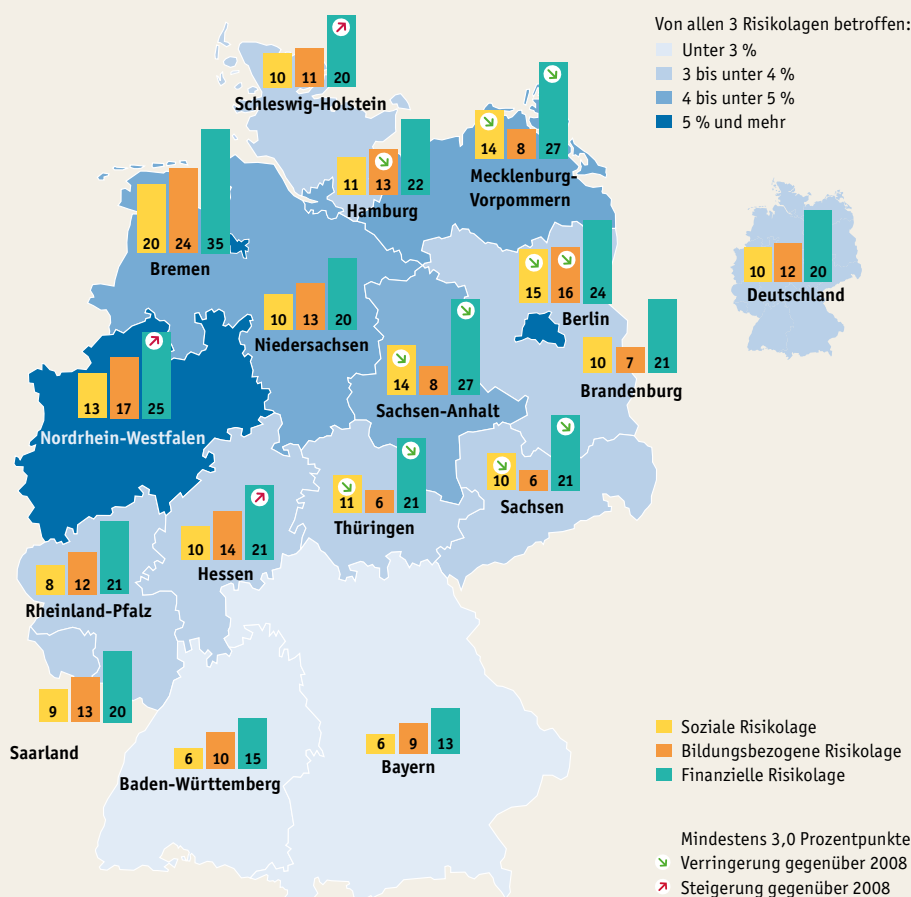 Von allen 3 Risikolagen betroffen:
Unter 3 %
3 bis unter 4 %
4 bis unter 5 %
5 % und mehr
10 11 20
Schleswig-Holstein
14 8 27
Mecklenburg-
Vorpommern
11 13 22
Hamburg
20 24 35
Bremen
10 13 20
Niedersachsen
15 16 24
Berlin
10 12 20
Deutschland
10 7 21
Brandenburg
14 8 27
Sachsen-Anhalt
13 17 25
Nordrhein-Westfalen
11 6 21
Thüringen
10 6 21
Sachsen
10 14 21
Hessen
8 12 21
Rheinland-Pfalz
9 13 20
Saarland
6 10 15
Baden-Württemberg
6 9 13
Bayern
Soziale Risikolage
Bildungsbezogene Risikolage
Finanzielle Risikolage
Mindestens 3,0 Prozentpunkte
Verringerung gegenüber 2008
Steigerung gegenüber 2008